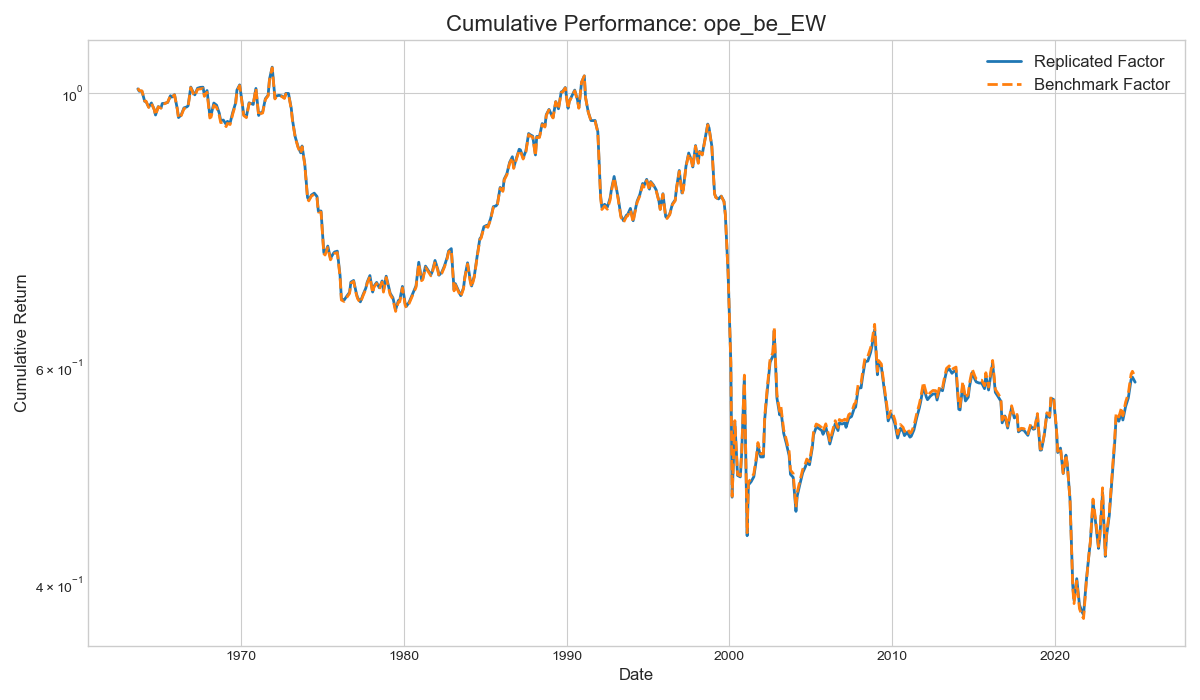 Cumulative Performance: ope_be_EW
Replicated Factor
Benchmark Factor
10⁰
6 × 10⁻¹
4 × 10⁻¹
Cumulative Return
1970
1980
1990
2000
2010
2020
Date